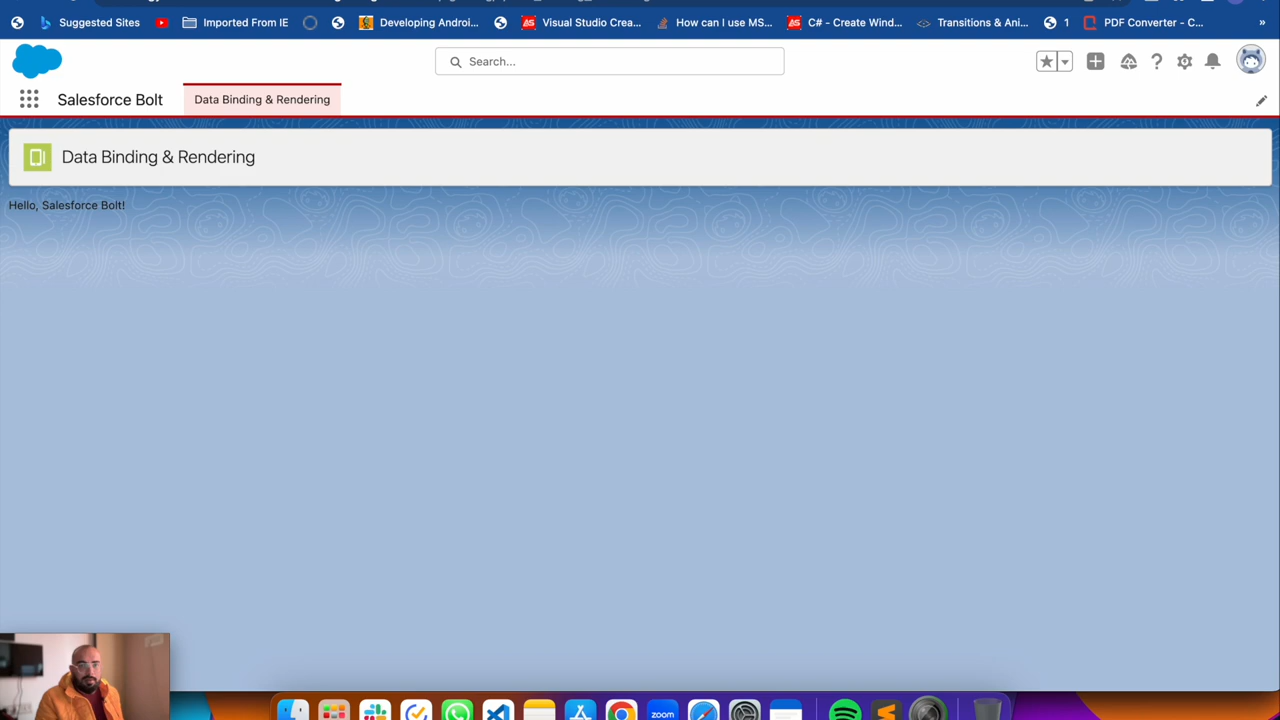 Suggested Sites
Imported From IE
Developing Androi...
Visual Studio Crea...
How can I use MS...
C# - Create Wind...
Transitions & Ani...
1
PDF Converter - C...
»
Search...
Salesforce Bolt
Data Binding & Rendering
Data Binding & Rendering
Hello, Salesforce Bolt!
zoom